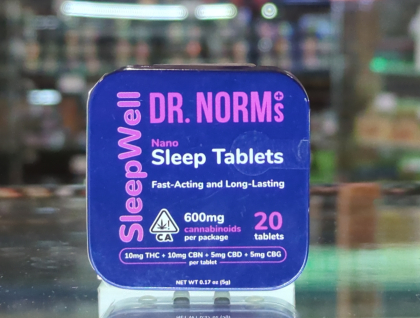 SleepWell
DR. NORM+s
Nano
Sleep Tablets
Fast-Acting and Long-Lasting
CA
600mg
cannabinoids
per package
20
tablets
10mg THC + 10mg CBN + 5mg CBD + 5mg CBG
per tablet
NET WT 0.17 oz (5g)